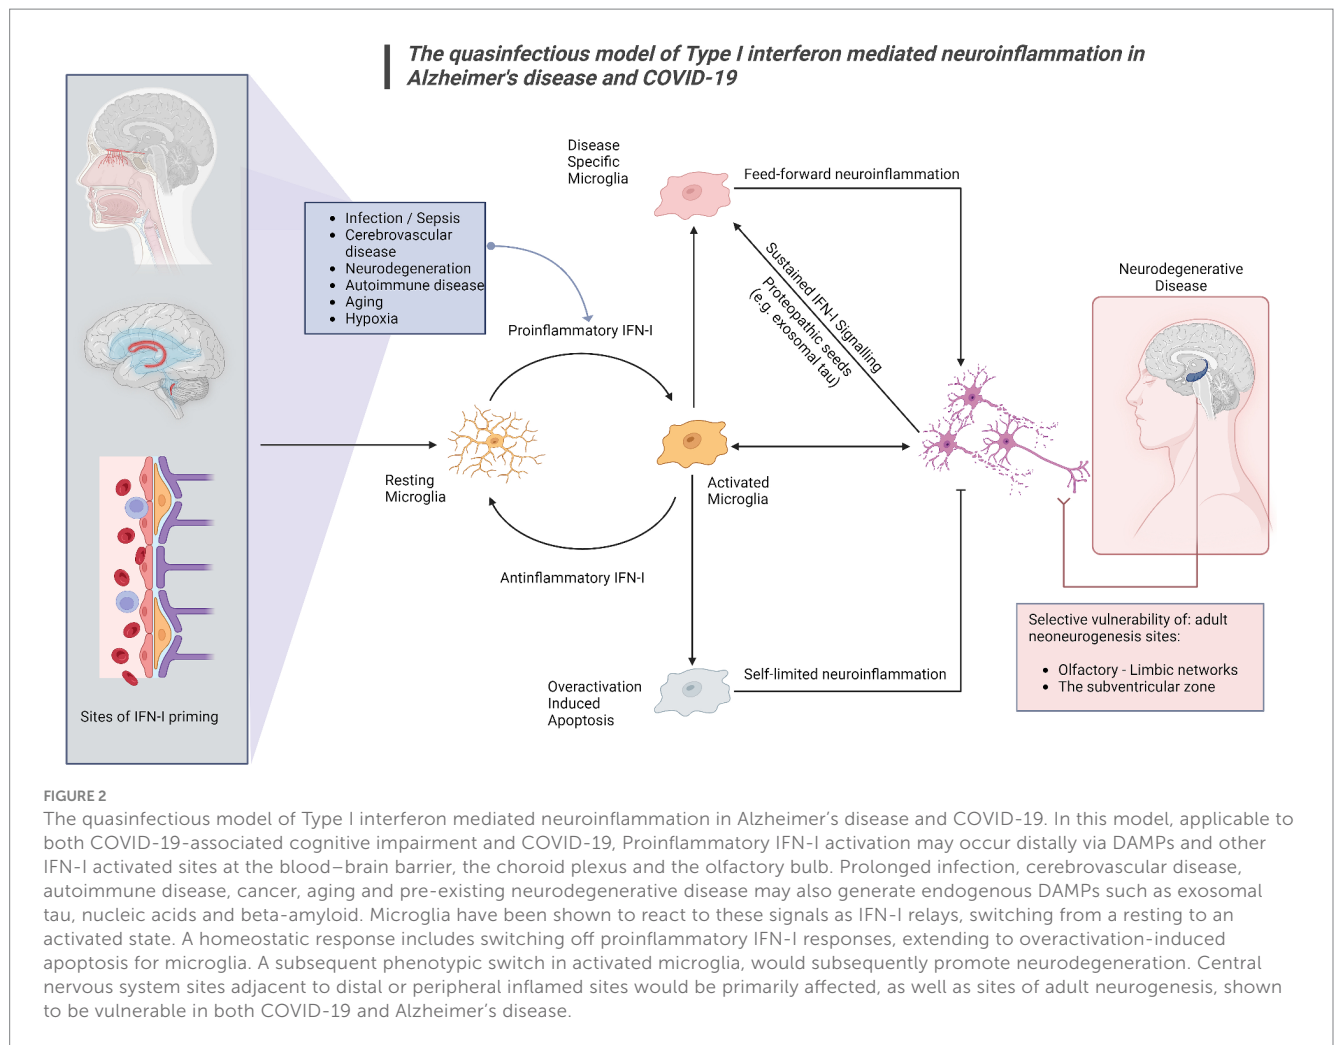 The quasinfectious model of Type I interferon mediated neuroinflammation in
Alzheimer's disease and COVID-19
Disease
Specific
Microglia
Feed-forward neuroinflammation
• Infection / Sepsis
• Cerebrovascular
disease
• Neurodegeneration
• Autoimmune disease
• Aging
• Hypoxia
Sustained IFN-I Signalling
Proteopathic seeds
(e.g. exosomal tau)
Neurodegenerative
Disease
Proinflammatory IFN-I
Resting
Microglia
Activated
Microglia
Antinflammatory IFN-I
Selective vulnerability of: adult
neoneurogenesis sites:
• Olfactory - Limbic networks
• The subventricular zone
Overactivation
Induced
Apoptosis
Self-limited neuroinflammation
Sites of IFN-I priming
FIGURE 2
The quasinfectious model of Type I interferon mediated neuroinflammation in Alzheimer’s disease and COVID-19. In this model, applicable to
both COVID-19-associated cognitive impairment and COVID-19, Proinflammatory IFN-I activation may occur distally via DAMPs and other
IFN-I activated sites at the blood–brain barrier, the choroid plexus and the olfactory bulb. Prolonged infection, cerebrovascular disease,
autoimmune disease, cancer, aging and pre-existing neurodegenerative disease may also generate endogenous DAMPs such as exosomal
tau, nucleic acids and beta-amyloid. Microglia have been shown to react to these signals as IFN-I relays, switching from a resting to an
activated state. A homeostatic response includes switching off proinflammatory IFN-I responses, extending to overactivation-induced
apoptosis for microglia. A subsequent phenotypic switch in activated microglia, would subsequently promote neurodegeneration. Central
nervous system sites adjacent to distal or peripheral inflamed sites would be primarily affected, as well as sites of adult neurogenesis, shown
to be vulnerable in both COVID-19 and Alzheimer’s disease.